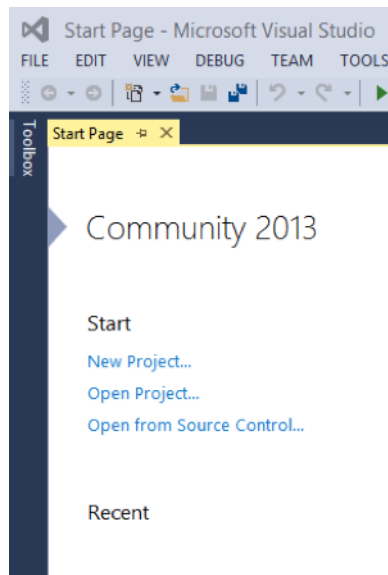 Start Page - Microsoft Visual Studio
FILE EDIT VIEW DEBUG TEAM TOOLS
Toolbox
Start Page
Community 2013
Start
New Project...
Open Project...
Open from Source Control...
Recent